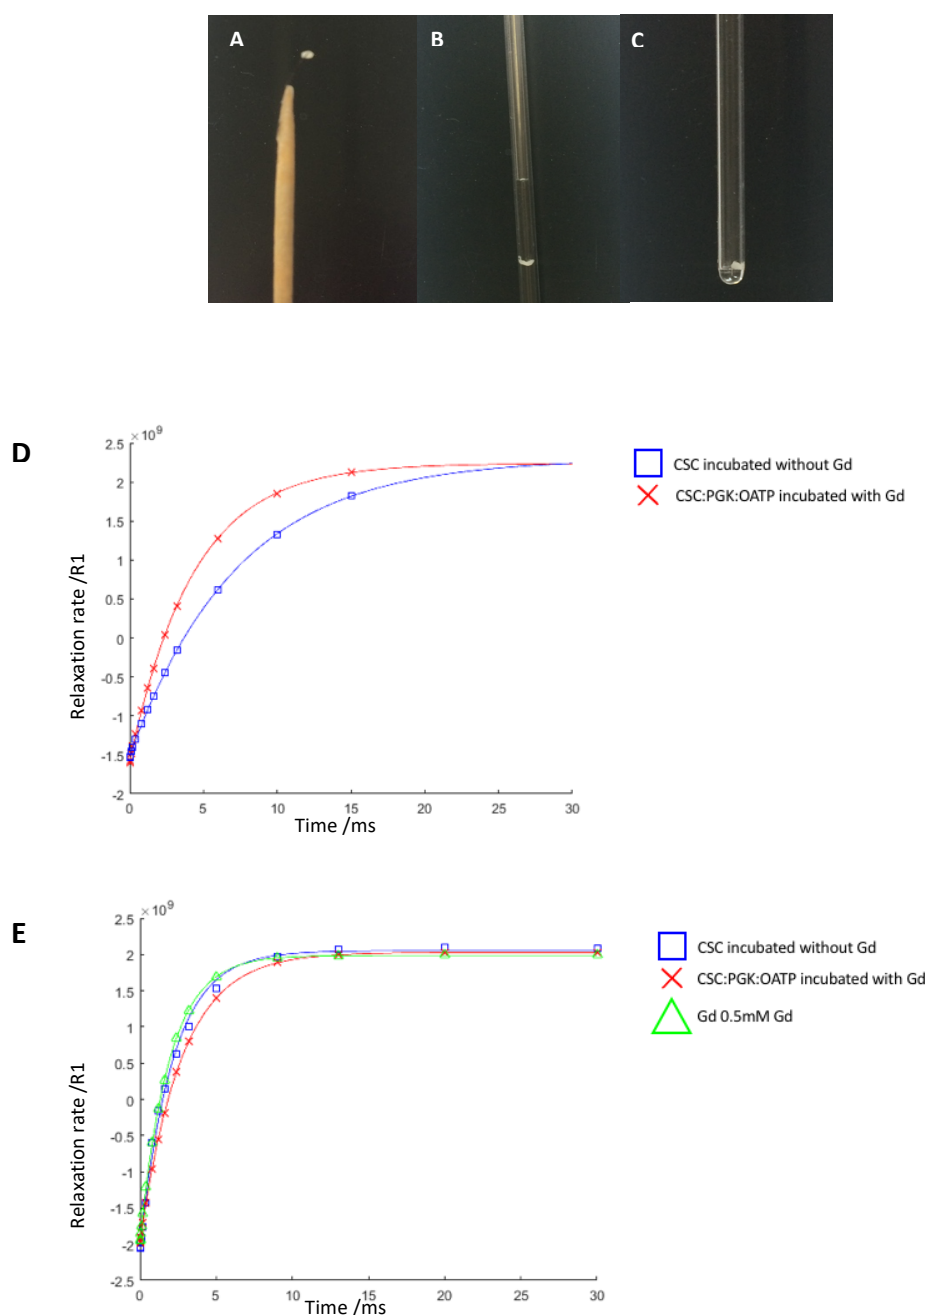 A
B
C
D
× 10⁹
2.5
2
1.5
1
0.5
0
-0.5
-1
-1.5
-2
0
5
10
15
20
25
30
Relaxation rate /R1
Time /ms
CSC incubated without Gd
CSC:PGK:OATP incubated with Gd
E
× 10⁹
2.5
2
1.5
1
0.5
0
-0.5
-1
-1.5
-2
-2.5
0
5
10
15
20
25
30
Relaxation rate /R1
Time /ms
CSC incubated without Gd
CSC:PGK:OATP incubated with Gd
Gd 0.5mM Gd